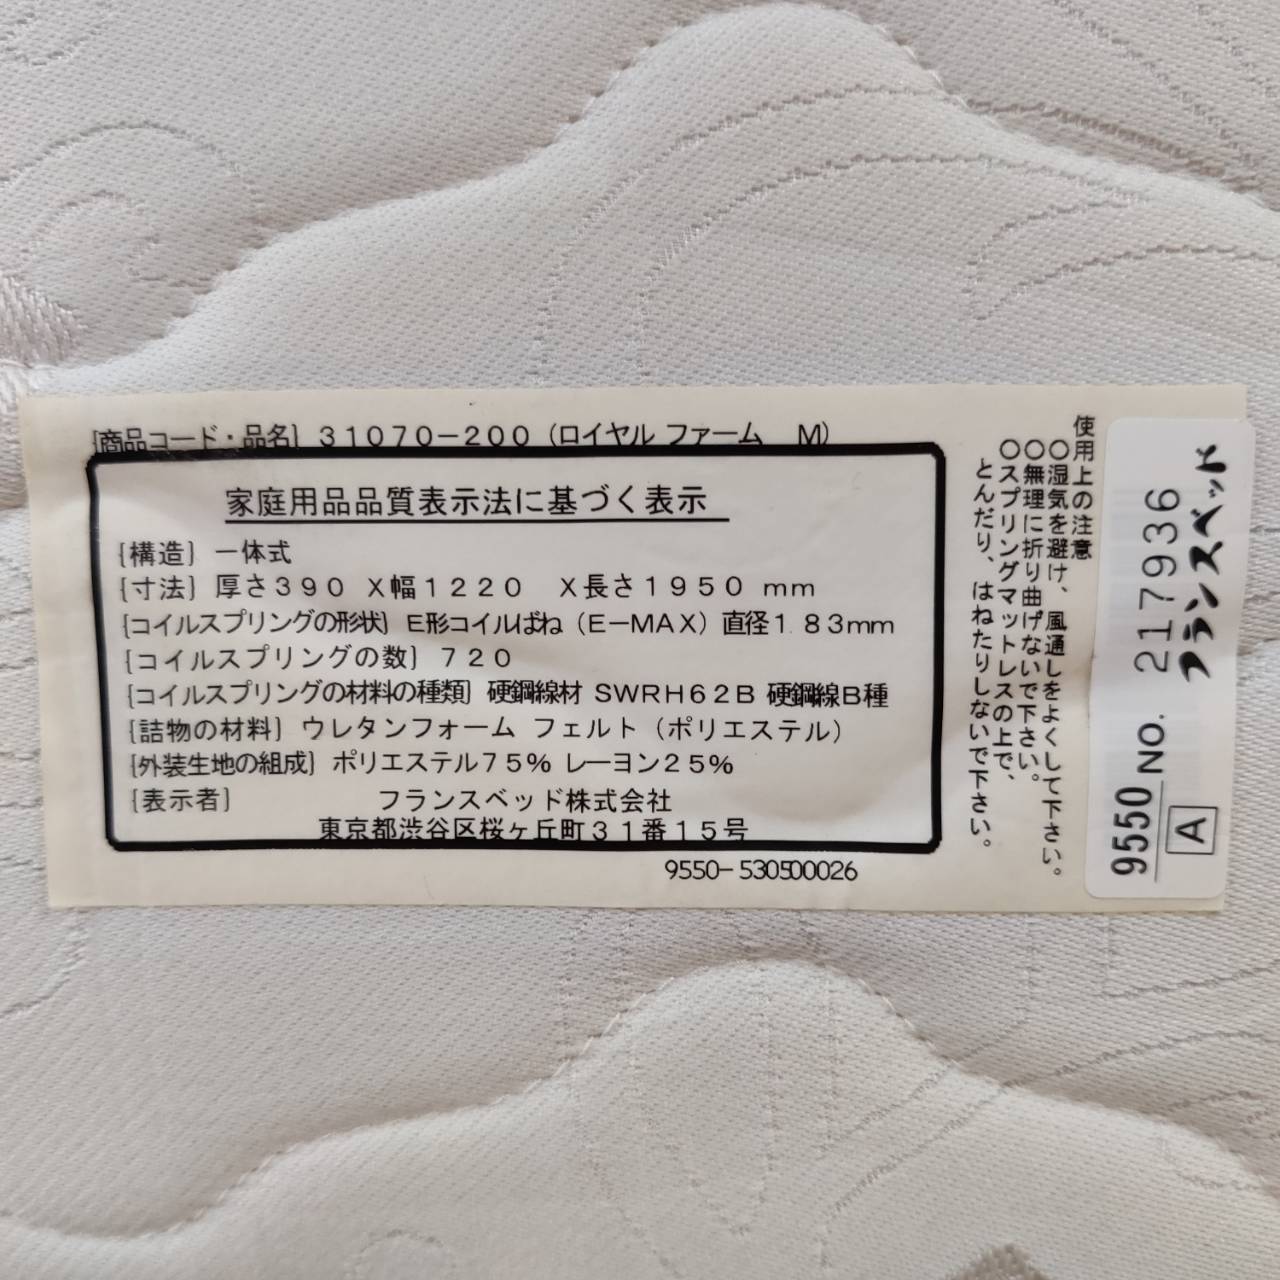 [商品コード・品名] 31070-200 (ロイヤル ファーム M)
家庭用品品質表示法に基づく表示
[構造] 一体式
[寸法] 厚さ390 X幅1220 X長さ1950 mm
[コイルスプリングの形状] E形コイルばね (E-MAX) 直径1.83mm
[コイルスプリングの数] 720
[コイルスプリングの材料の種類] 硬鋼線材 SWRH62B 硬鋼線B種
[詰物の材料] ウレタンフォーム フェルト (ポリエステル)
[外装生地の組成] ポリエステル75% レーヨン25%
[表示者] フランスベッド株式会社
東京都渋谷区桜ヶ丘町31番15号
9550-530500026
使用上の注意
○湿気を避け、風通しをよくして下さい。
○無理に折り曲げないで下さい。
○スプリングマットレスの上で、
とんだり、はねたりしないで下さい。
フランスベッド
9550 NO. 217936
A